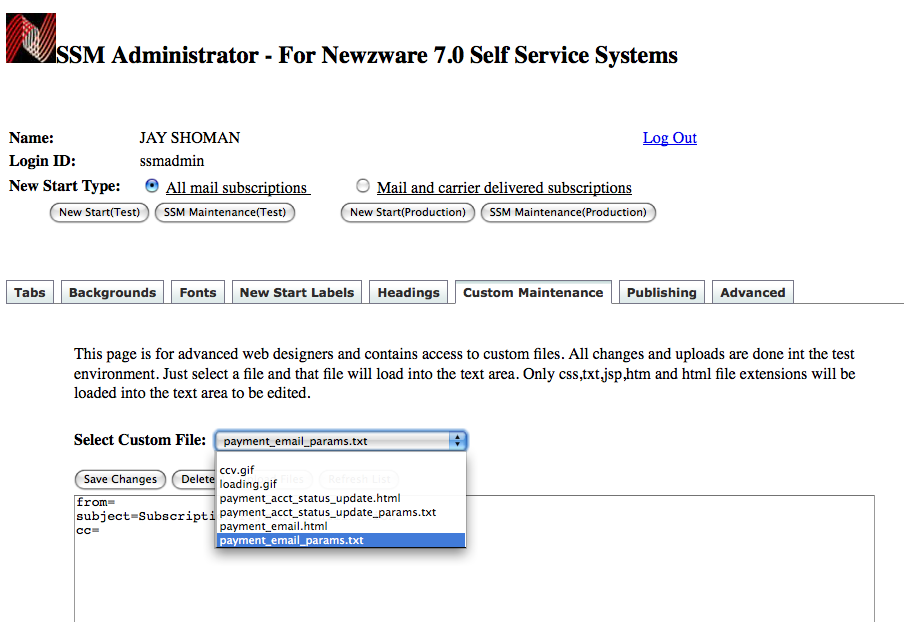 SSM Administrator - For Newzware 7.0 Self Service Systems
Name: JAY SHOMAN Log Out
Login ID: ssmadmin
New Start Type: All mail subscriptions Mail and carrier delivered subscriptions
New Start(Test) SSM Maintenance(Test) New Start(Production) SSM Maintenance(Production)
Tabs Backgrounds Fonts New Start Labels Headings Custom Maintenance Publishing Advanced
This page is for advanced web designers and contains access to custom files. All changes and uploads are done int the test
environment. Just select a file and that file will load into the text area. Only css,txt,jsp,htm and html file extensions will be
loaded into the text area to be edited.
Select Custom File: payment_email_params.txt
ccv.gif
loading.gif
payment_acct_status_update.html
payment_acct_status_update_params.txt
payment_email.html
payment_email_params.txt
Save Changes Delete Files Refresh List
from=
subject=Subscripti
cc=